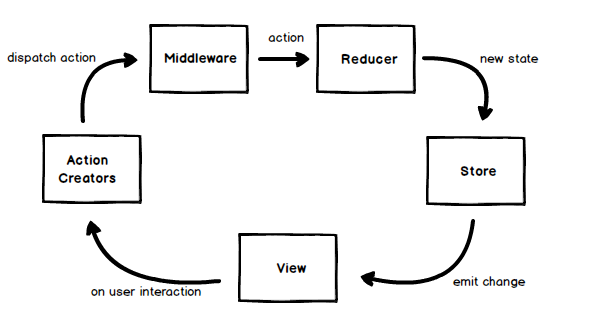 action
dispatch action
Middleware
Reducer
new state
Action
Creators
Store
View
emit change
on user interaction